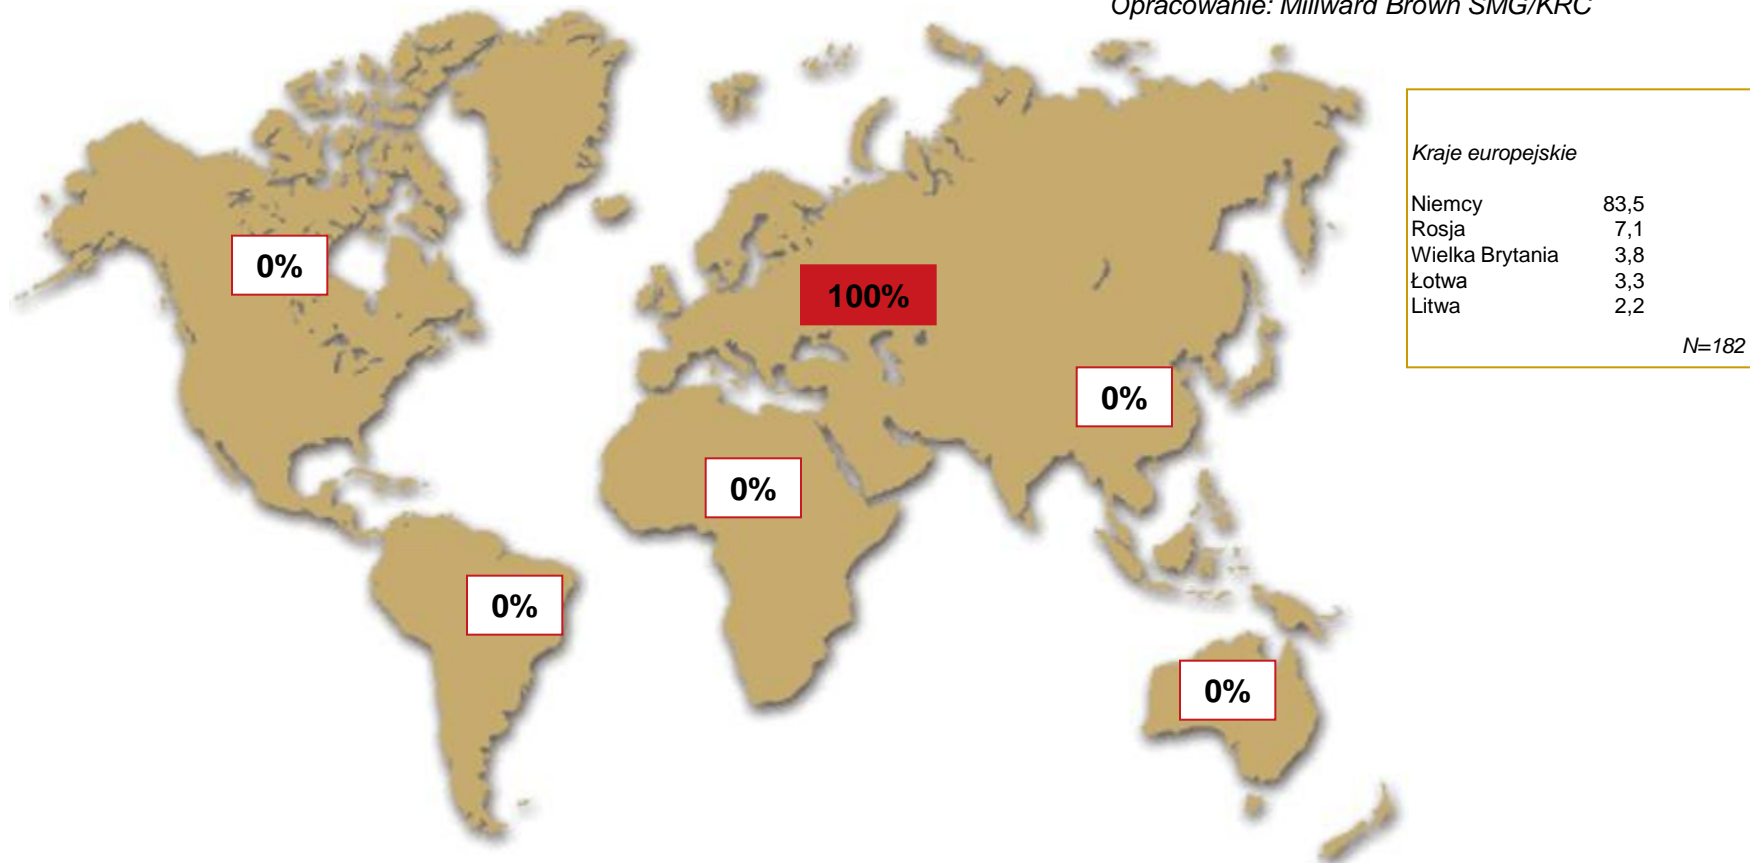 Opracowanie: Millward Brown SMG/KRC
Kraje europejskie
Niemcy 83,5
Rosja 7,1
Wielka Brytania 3,8
Łotwa 3,3
Litwa 2,2
N=182
0%
100%
0%
0%
0%
0%